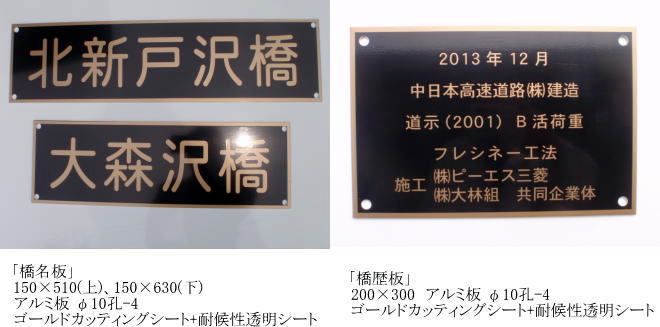 北新戸沢橋
大森沢橋
「橋名板」
150×510(上)、150×630(下)
アルミ板 φ10孔-4
ゴールドカッティングシート+耐候性透明シート
2013年12月
中日本高速道路㈱建造
道示(2001) B活荷重
フレシネー工法
施工 ㈱ピーエス三菱
㈱大林組 共同企業体
「橋歴板」
200×300 アルミ板 φ10孔-4
ゴールドカッティングシート+耐候性透明シート